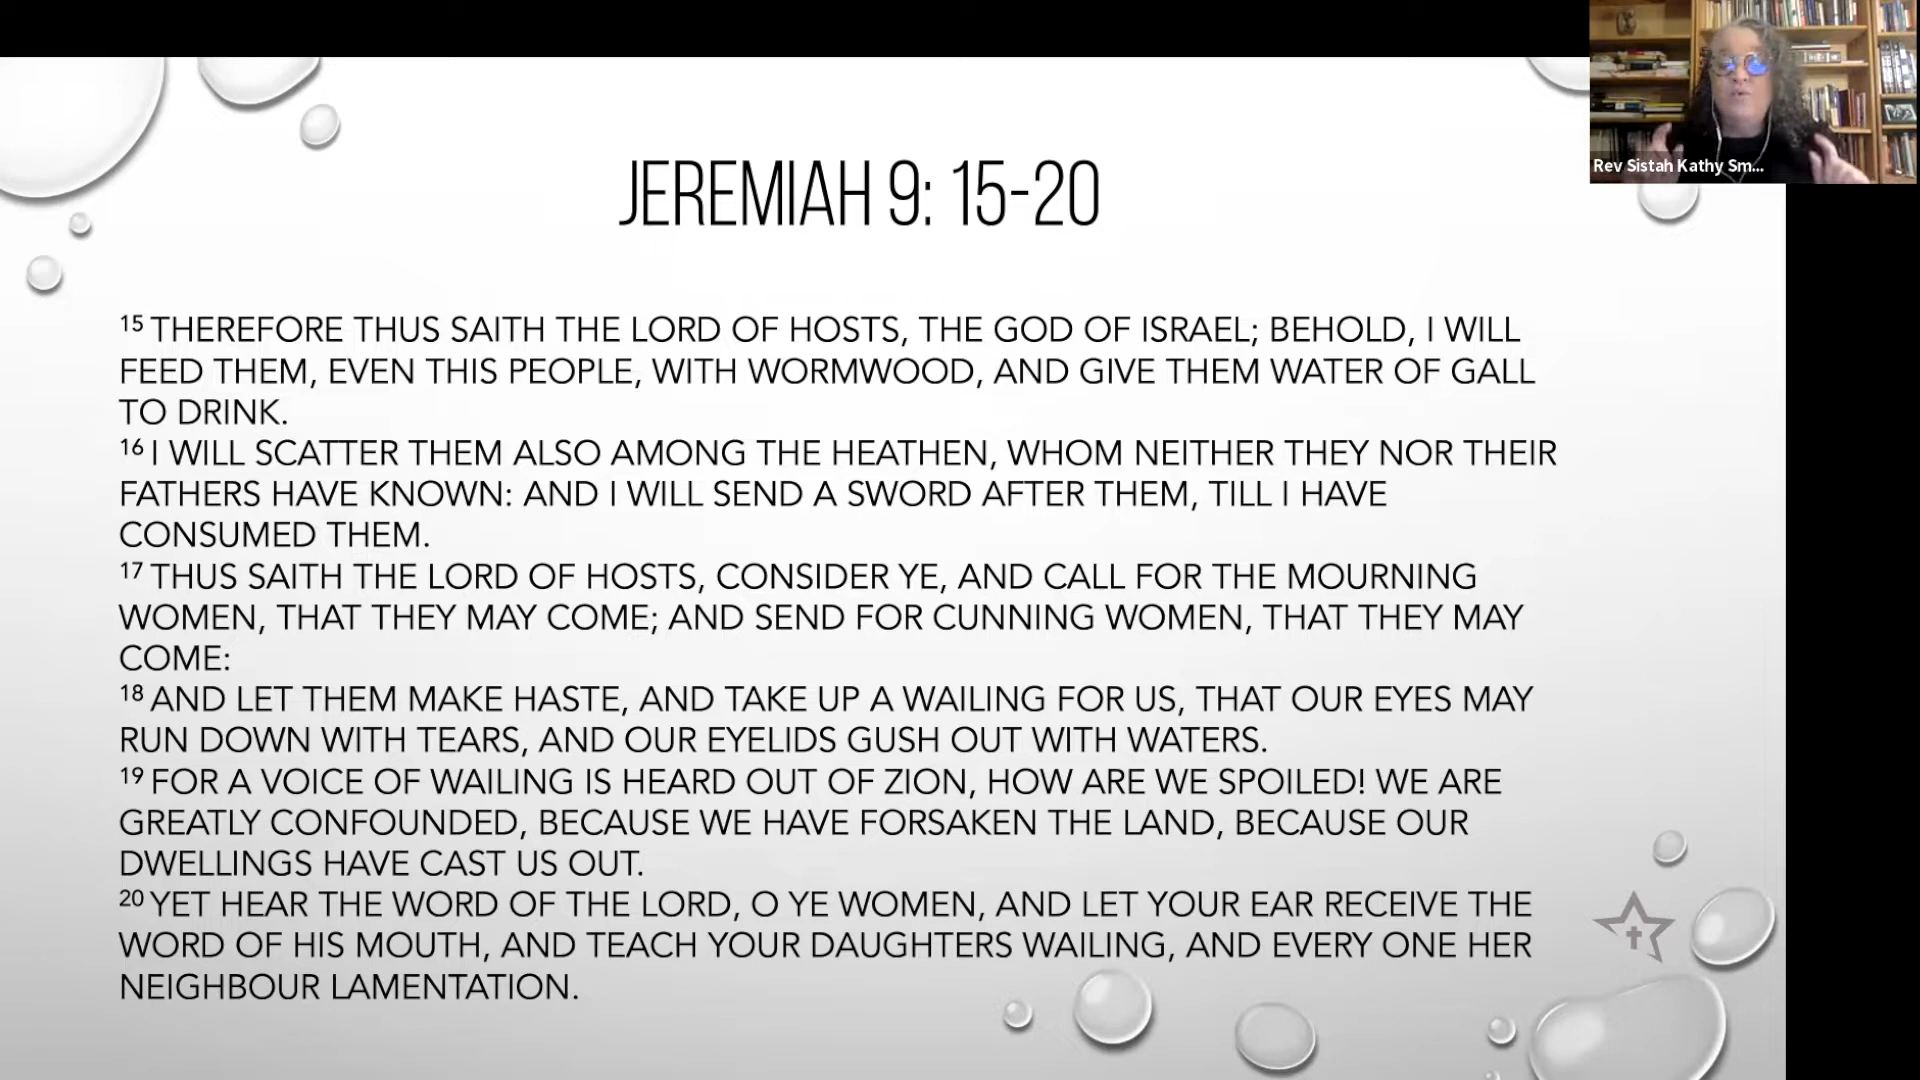 Rev Sistah Kathy Sm...
JEREMIAH 9: 15-20
15 THEREFORE THUS SAITH THE LORD OF HOSTS, THE GOD OF ISRAEL; BEHOLD, I WILL
FEED THEM, EVEN THIS PEOPLE, WITH WORMWOOD, AND GIVE THEM WATER OF GALL
TO DRINK.
16 I WILL SCATTER THEM ALSO AMONG THE HEATHEN, WHOM NEITHER THEY NOR THEIR
FATHERS HAVE KNOWN: AND I WILL SEND A SWORD AFTER THEM, TILL I HAVE
CONSUMED THEM.
17 THUS SAITH THE LORD OF HOSTS, CONSIDER YE, AND CALL FOR THE MOURNING
WOMEN, THAT THEY MAY COME; AND SEND FOR CUNNING WOMEN, THAT THEY MAY
COME:
18 AND LET THEM MAKE HASTE, AND TAKE UP A WAILING FOR US, THAT OUR EYES MAY
RUN DOWN WITH TEARS, AND OUR EYELIDS GUSH OUT WITH WATERS.
19 FOR A VOICE OF WAILING IS HEARD OUT OF ZION, HOW ARE WE SPOILED! WE ARE
GREATLY CONFOUNDED, BECAUSE WE HAVE FORSAKEN THE LAND, BECAUSE OUR
DWELLINGS HAVE CAST US OUT.
20 YET HEAR THE WORD OF THE LORD, O YE WOMEN, AND LET YOUR EAR RECEIVE THE
WORD OF HIS MOUTH, AND TEACH YOUR DAUGHTERS WAILING, AND EVERY ONE HER
NEIGHBOUR LAMENTATION.